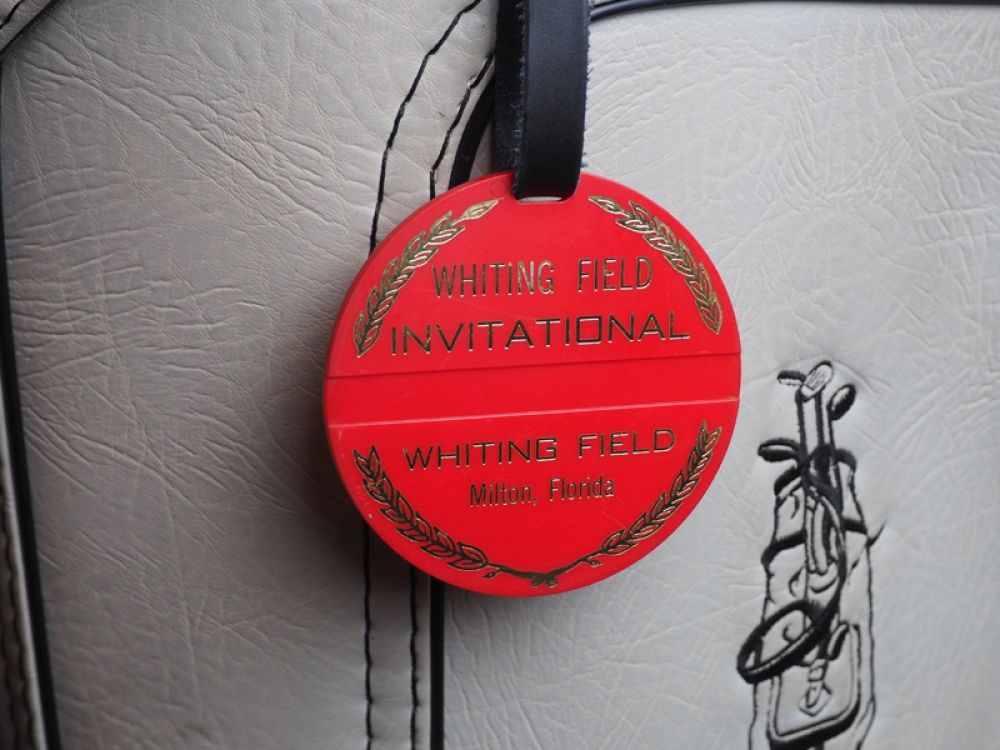 WHITING FIELD
INVITATIONAL
WHITING FIELD
Milton, Florida